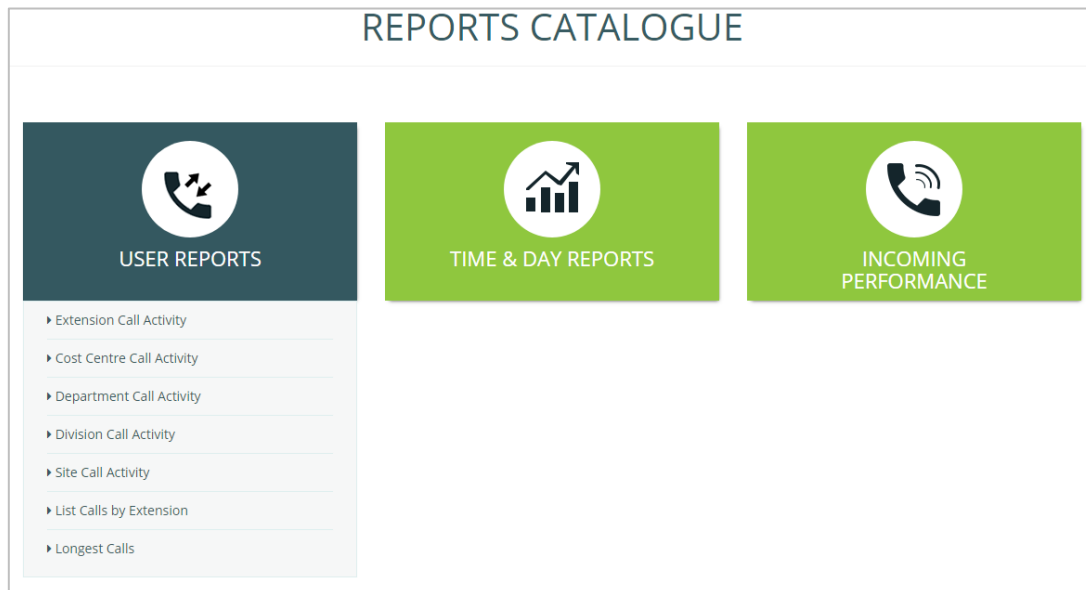 REPORTS CATALOGUE
USER REPORTS
Extension Call Activity
Cost Centre Call Activity
Department Call Activity
Division Call Activity
Site Call Activity
List Calls by Extension
Longest Calls
TIME & DAY REPORTS
INCOMING
PERFORMANCE